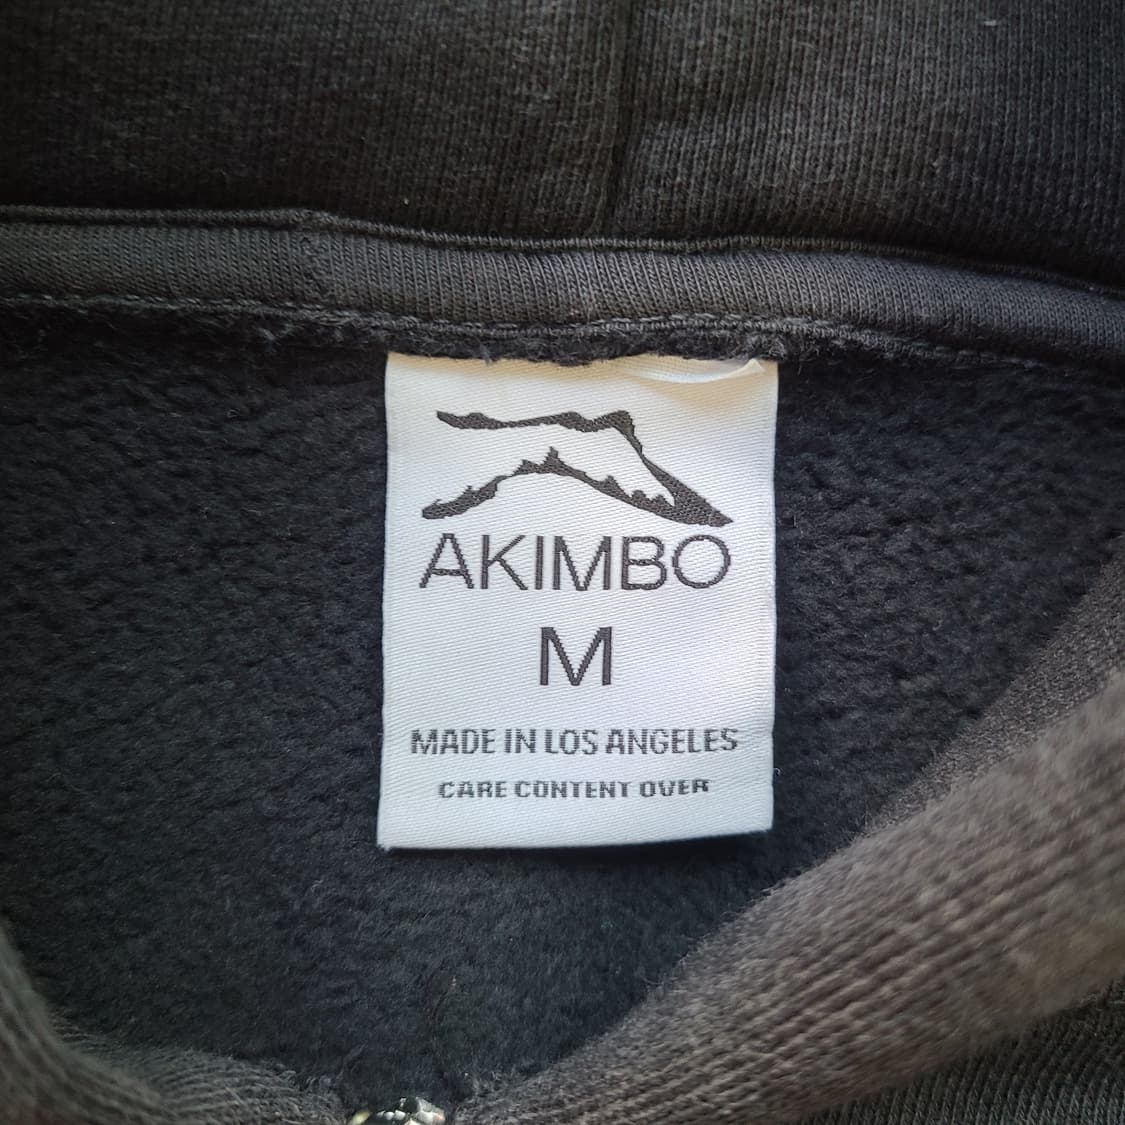 AKIMBO
M
MADE IN LOS ANGELES
CARE CONTENT OVER